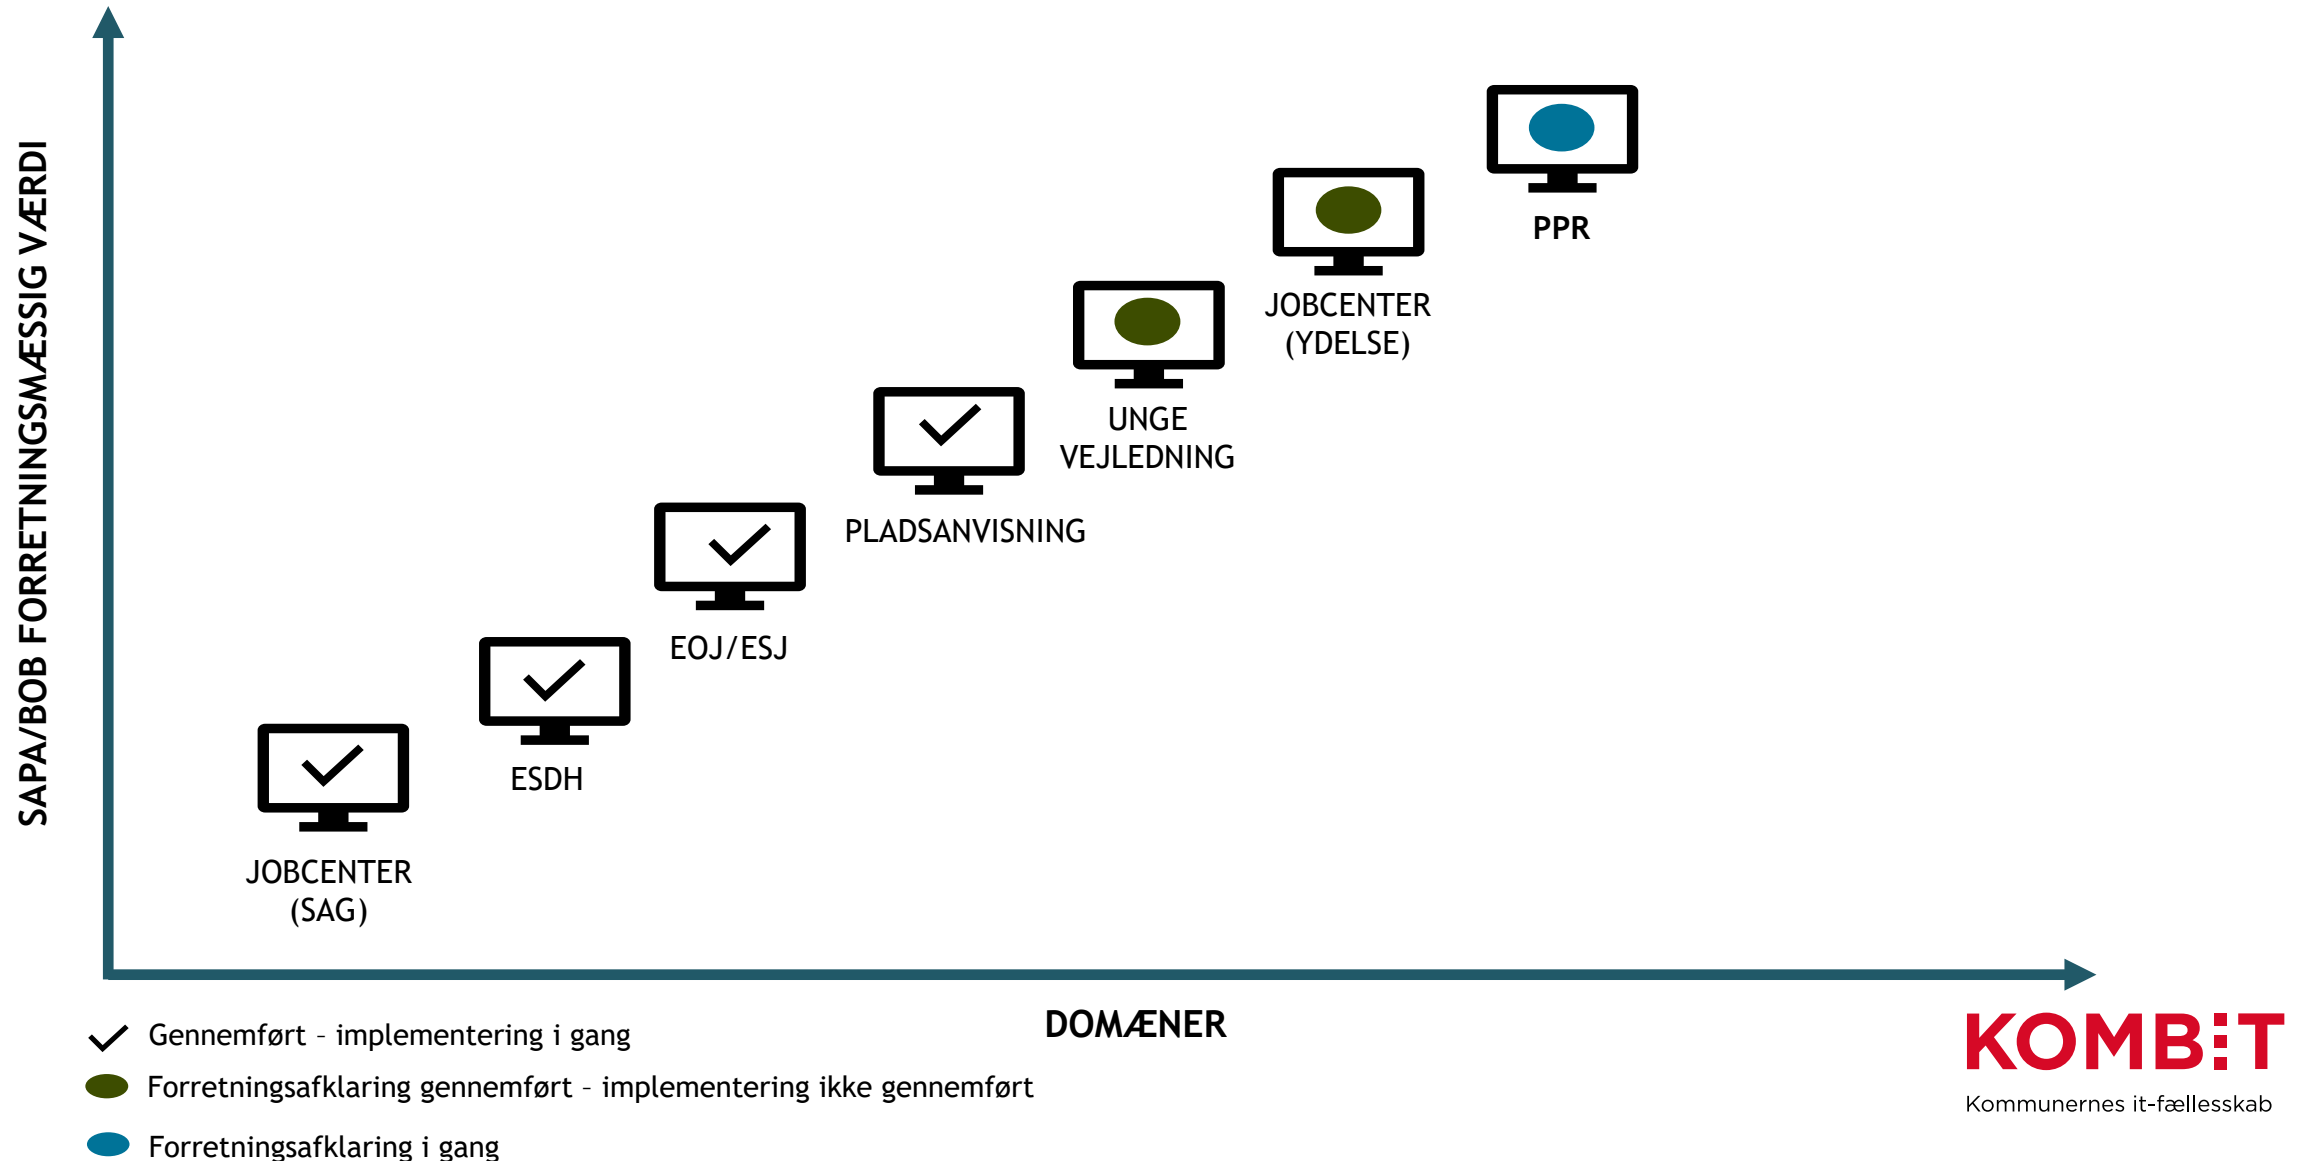 SAPA/BOB FORRETNINGSMÆSSIG VÆRDI
PPR
JOBCENTER
(YDELSE)
UNGE
VEJLEDNING
PLADSANVISNING
EOJ/ESJ
ESDH
JOBCENTER
(SAG)
DOMÆNER
Gennemført – implementering i gang
Forretningsafklaring gennemført – implementering ikke gennemført
Forretningsafklaring i gang
KOMBIT
Kommunernes it-fællesskab